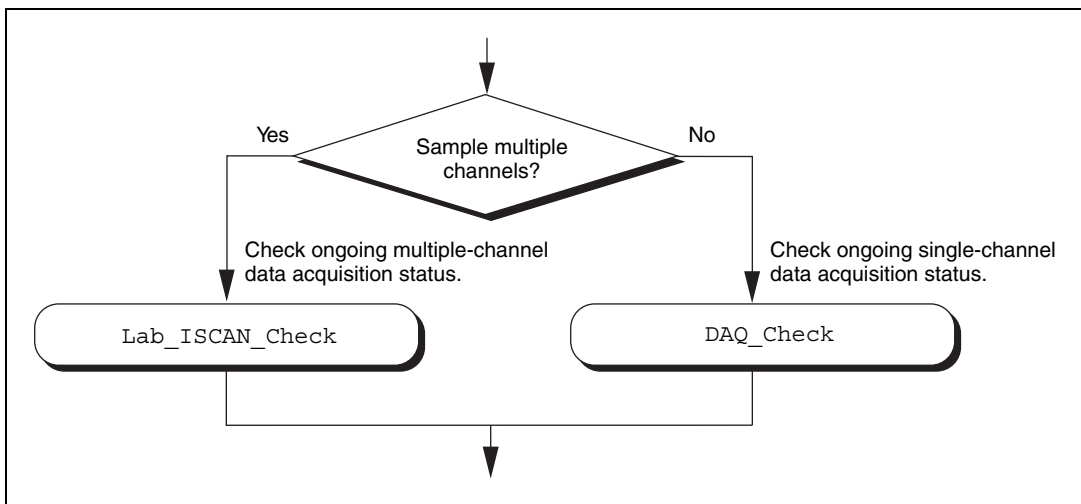 Sample multiple
channels?
Yes
No
Check ongoing multiple-channel
data acquisition status.
Check ongoing single-channel
data acquisition status.
Lab_ISCAN_Check
DAQ_Check